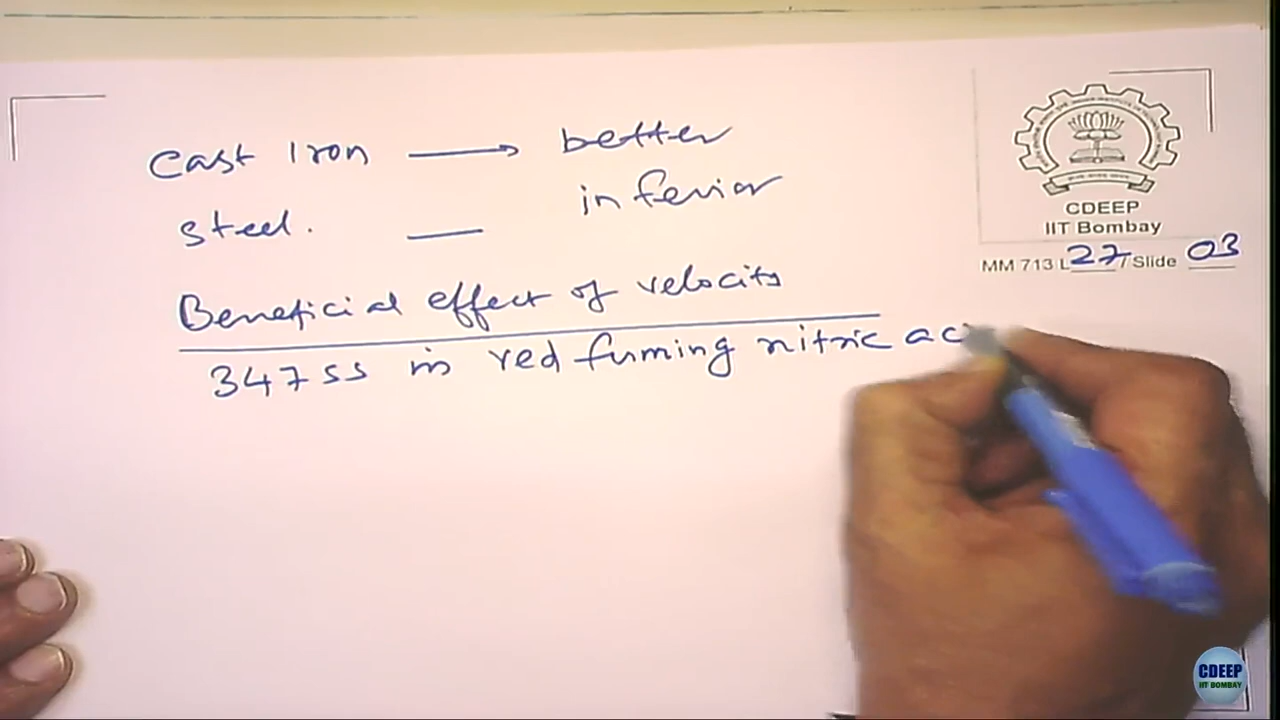 Cast Iron → better
Steel. — inferior
Beneficial effect of velocity
347 SS in red fuming nitric aci
CDEEP
IIT Bombay
MM 713 L 27 / Slide 03
CDEEP
IIT BOMBAY